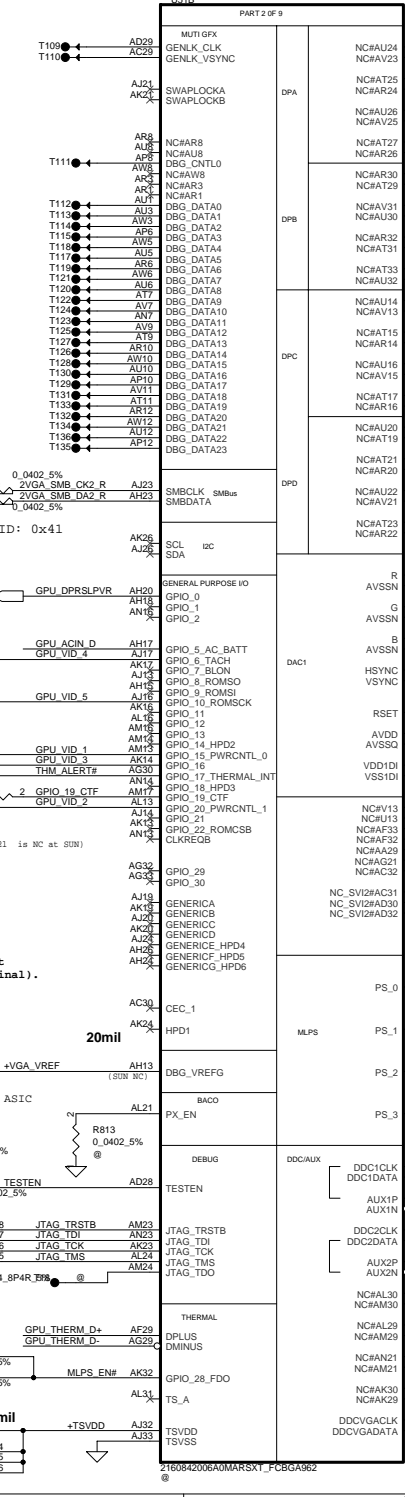 PART 2 OF 9
MUTI GFX
T109 AD29 GENLK_CLK
T110 AC29 GENLK_VSYNC
AJ21 SWAPLOCKA
AK21 SWAPLOCKB
AR8 NC#AR8
AU8 NC#AU8
T111 AP8 DBG_CNTL0
AW8 NC#AW8
AR3 NC#AR3
AR1 NC#AR1
T112 AU1 DBG_DATA0
T113 AU3 DBG_DATA1
T114 AW3 DBG_DATA2
T115 AP6 DBG_DATA3
T118 AW5 DBG_DATA4
T117 AU5 DBG_DATA5
T119 AR6 DBG_DATA6
T121 AW6 DBG_DATA7
T120 AU6 DBG_DATA8
T122 AT7 DBG_DATA9
T124 AV7 DBG_DATA10
T123 AN7 DBG_DATA11
T125 AV9 DBG_DATA12
T127 AT9 DBG_DATA13
T126 AR10 DBG_DATA14
T128 AW10 DBG_DATA15
T130 AU10 DBG_DATA16
T129 AP10 DBG_DATA17
T131 AV11 DBG_DATA18
T133 AT11 DBG_DATA19
T132 AR12 DBG_DATA20
T134 AW12 DBG_DATA21
T136 AU12 DBG_DATA22
T135 AP12 DBG_DATA23
0_0402_5%
2VGA_SMB_CK2_R AJ23 SMBCLK SMBus
2VGA_SMB_DA2_R AH23 SMBDATA
0_0402_5%
ID: 0x41
AK26 SCL I2C
AJ26 SDA
GENERAL PURPOSE I/O
GPU_DPRSLPVR AH20 GPIO_0
AH18 GPIO_1
AN16 GPIO_2
GPU_ACIN_D AH17 GPIO_5_AC_BATT
GPU_VID_4 AJ17 GPIO_6_TACH
AK17 GPIO_7_BLON
AJ13 GPIO_8_ROMSO
AH15 GPIO_9_ROMSI
GPU_VID_5 AJ16 GPIO_10_ROMSCK
AK16 GPIO_11
AL16 GPIO_12
AM16 GPIO_13
AM14 GPIO_14_HPD2
GPU_VID_1 AM13 GPIO_15_PWRCNTL_0
GPU_VID_3 AK14 GPIO_16
THM_ALERT# AG30 GPIO_17_THERMAL_INT
AN14 GPIO_18_HPD3
2 GPIO_19_CTF AM17 GPIO_19_CTF
GPU_VID_2 AL13 GPIO_20_PWRCNTL_1
AJ14 GPIO_21
AK13 GPIO_22_ROMCSB
AN13 CLKREQB
is NC at SUN)
AG32 GPIO_29
AG33 GPIO_30
AJ19 GENERICA
AK19 GENERICB
AJ20 GENERICC
AK20 GENERICD
AJ24 GENERICE_HPD4
AH26 GENERICF_HPD5
AH24 GENERICG_HPD6
AC30 CEC_1
20mil
AK24 HPD1
+VGA_VREF AH13 DBG_VREFG
(SUN NC)
ASIC
BACO
AL21 PX_EN
2
R813
0_0402_5%
@
DEBUG
TESTEN AD28 TESTEN
JTAG_TRSTB AM23 JTAG_TRSTB
JTAG_TDI AN23 JTAG_TDI
JTAG_TCK AK23 JTAG_TCK
JTAG_TMS AL24 JTAG_TMS
AM24 JTAG_TDO
@
THERMAL
GPU_THERM_D+ AF29 DPLUS
GPU_THERM_D- AG29 DMINUS
MLPS_EN# AK32 GPIO_28_FDO
AL31 TS_A
+TSVDD AJ32 TSVDD
AJ33 TSVSS
DPA
NC#AU24
NC#AV23
NC#AT25
NC#AR24
NC#AU26
NC#AV25
NC#AT27
NC#AR26
DPB
NC#AR30
NC#AT29
NC#AV31
NC#AU30
NC#AR32
NC#AT31
NC#AT33
NC#AU32
DPC
NC#AU14
NC#AV13
NC#AT15
NC#AR14
NC#AU16
NC#AV15
NC#AT17
NC#AR16
DPD
NC#AU20
NC#AT19
NC#AT21
NC#AR20
NC#AU22
NC#AV21
NC#AT23
NC#AR22
DAC1
R
AVSSN
G
AVSSN
B
AVSSN
HSYNC
VSYNC
RSET
AVDD
AVSSQ
VDD1DI
VSS1DI
NC#V13
NC#U13
NC#AF33
NC#AF32
NC#AA29
NC#AG21
NC#AC32
NC_SVI2#AC31
NC_SVI2#AD30
NC_SVI2#AD32
MLPS
PS_0
PS_1
PS_2
PS_3
DDC/AUX
DDC1CLK
DDC1DATA
AUX1P
AUX1N
DDC2CLK
DDC2DATA
AUX2P
AUX2N
NC#AL30
NC#AM30
NC#AL29
NC#AM29
NC#AN21
NC#AM21
NC#AK30
NC#AK29
DDCVGACLK
DDCVGADATA
2160842006A0MARSXT_FCBGA962
@